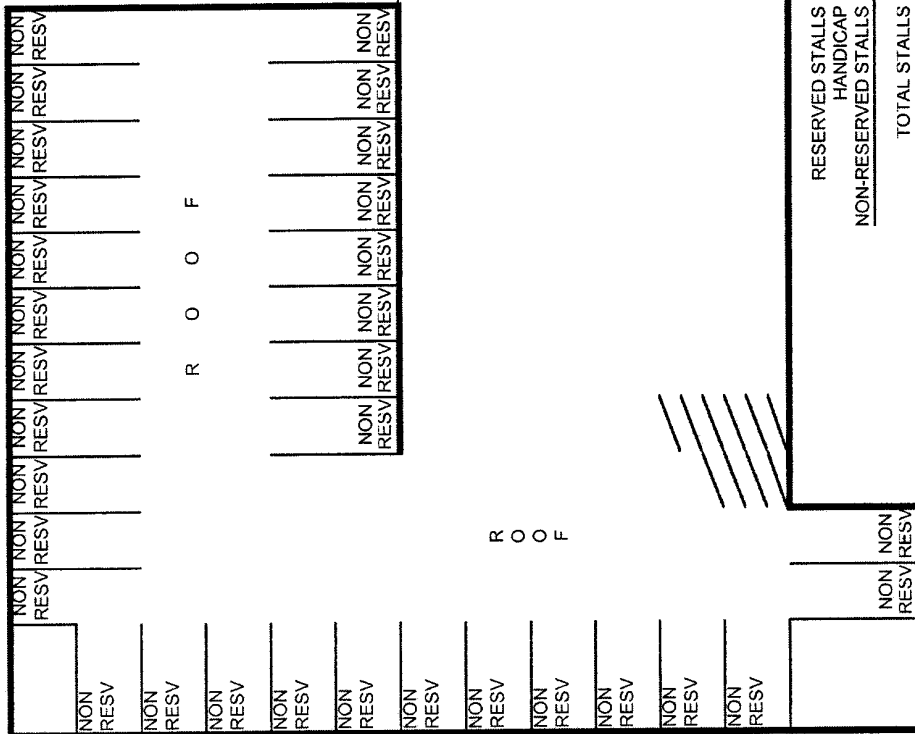 NON NON NON NON NON NON NON NON NON NON NON
RESV RESV RESV RESV RESV RESV RESV RESV RESV RESV RESV
R O O F
NON NON NON NON NON NON NON NON
RESV RESV RESV RESV RESV RESV RESV RESV
NON
RESV
NON
RESV
NON
RESV
NON
RESV
NON
RESV
NON
RESV
NON
RESV
NON
RESV
NON
RESV
NON
RESV
NON
RESV
R
O
O
F
NON NON
RESV RESV
RESERVED STALLS
HANDICAP
NON-RESERVED STALLS
TOTAL STALLS